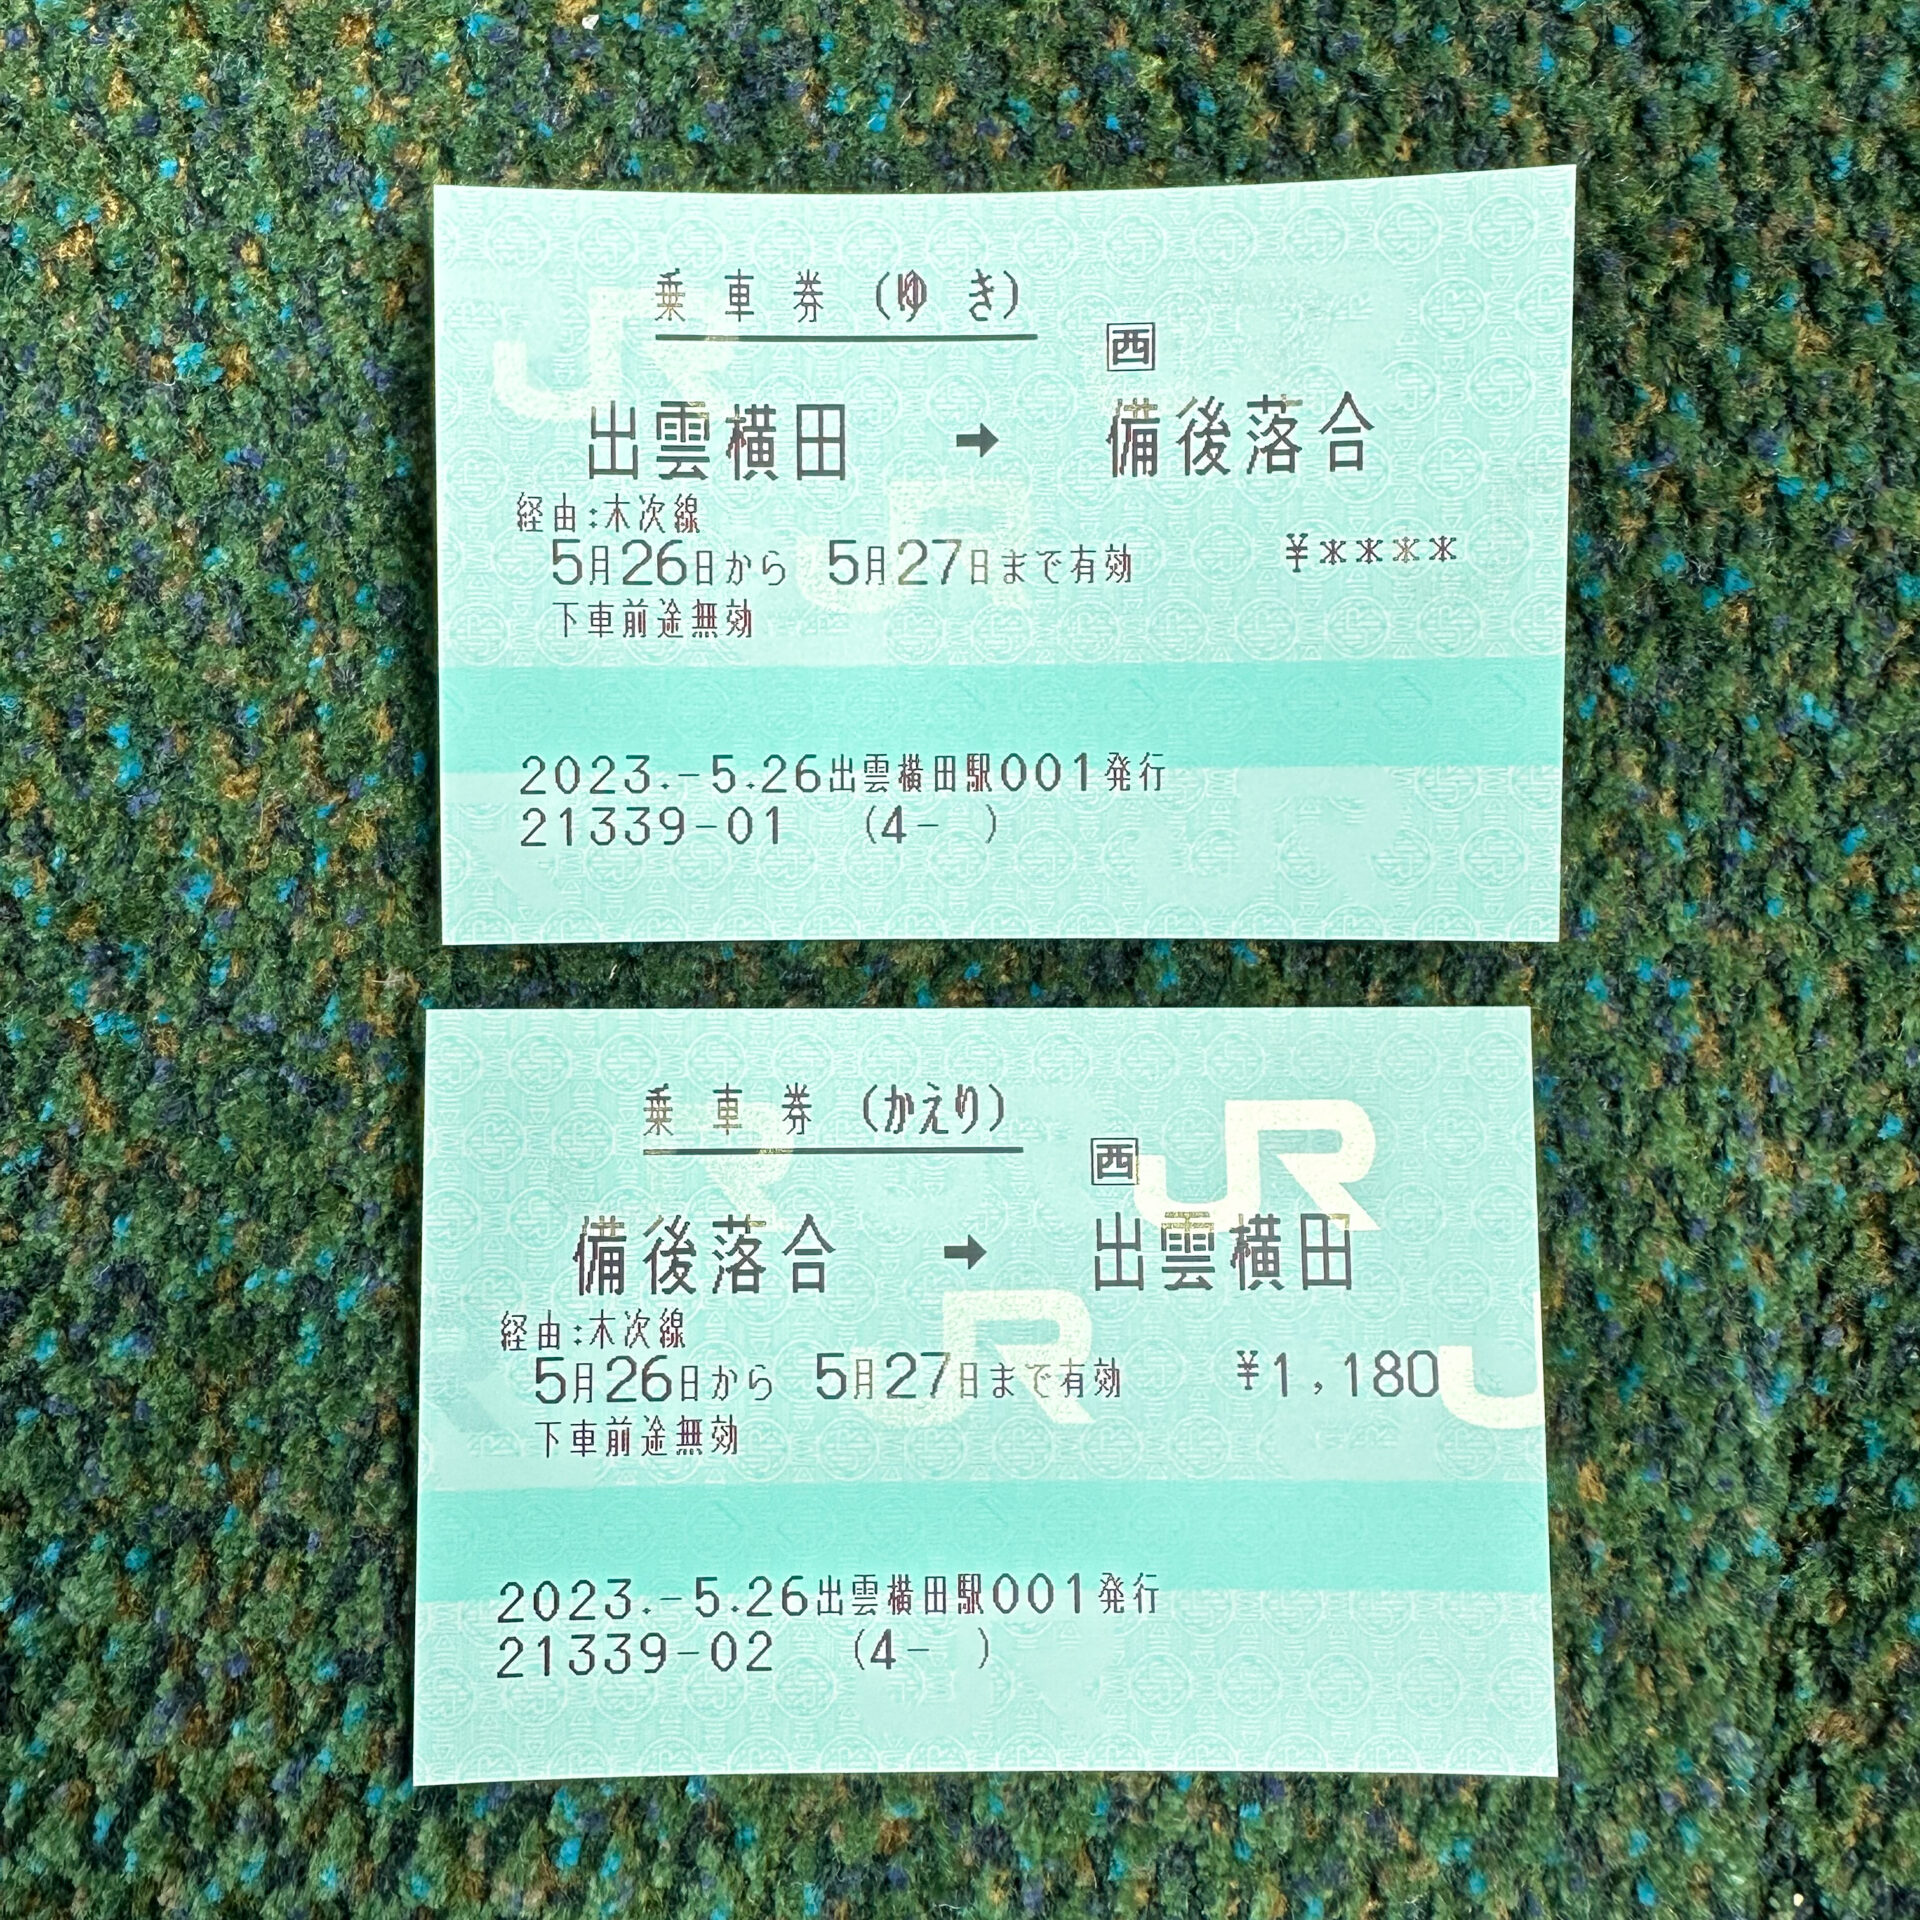 乗車券(ゆき)
西
出雲横田 → 備後落合
経由:木次線
5月26日から 5月27日まで有効 ¥****
下車前途無効
2023.-5.26出雲横田駅001発行
21339-01 (4- )
乗車券(かえり)
西
備後落合 → 出雲横田
経由:木次線
5月26日から 5月27日まで有効 ¥1,180
下車前途無効
2023.-5.26出雲横田駅001発行
21339-02 (4- )